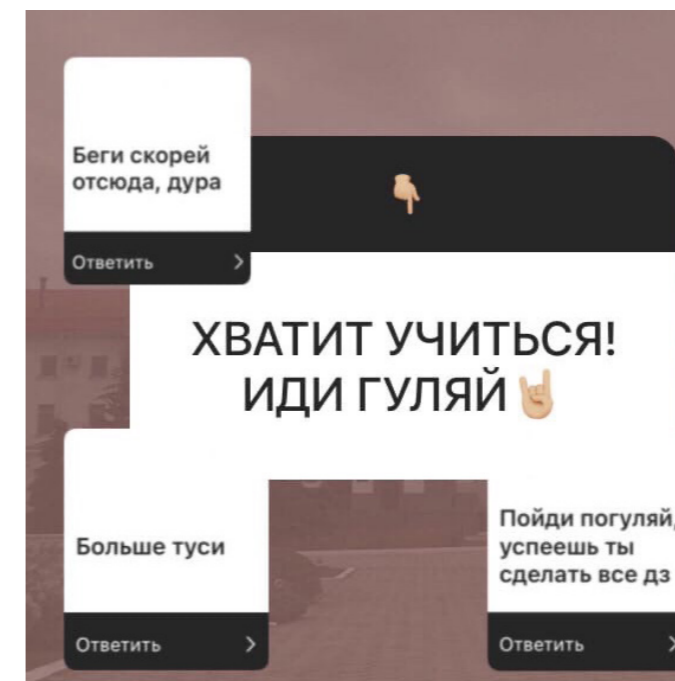 Беги скорей
отсюда, дура
Ответить
ХВАТИТ УЧИТЬСЯ!
ИДИ ГУЛЯЙ🤘🏼
Больше туси
Ответить
Пойди погуляй,
успеешь ты
сделать все дз
Ответить